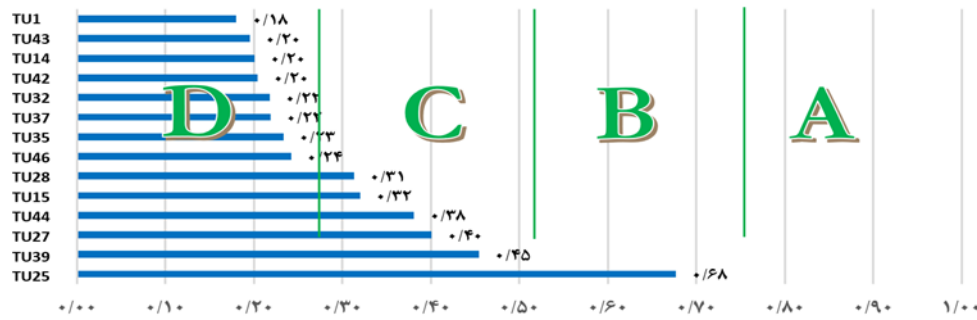 TU1 ۰/۱۸
TU43 ۰/۲۰
TU14 ۰/۲۰
TU42 ۰/۲۰
TU32 ۰/۲۲
TU37 ۰/۲۲
TU35 ۰/۲۳
TU46 ۰/۲۴
TU28 ۰/۳۱
TU15 ۰/۳۲
TU44 ۰/۳۸
TU27 ۰/۴۰
TU39 ۰/۴۵
TU25 ۰/۶۸
D C B A
۰/۰۰ ۰/۱۰ ۰/۲۰ ۰/۳۰ ۰/۴۰ ۰/۵۰ ۰/۶۰ ۰/۷۰ ۰/۸۰ ۰/۹۰ ۱/۰۰